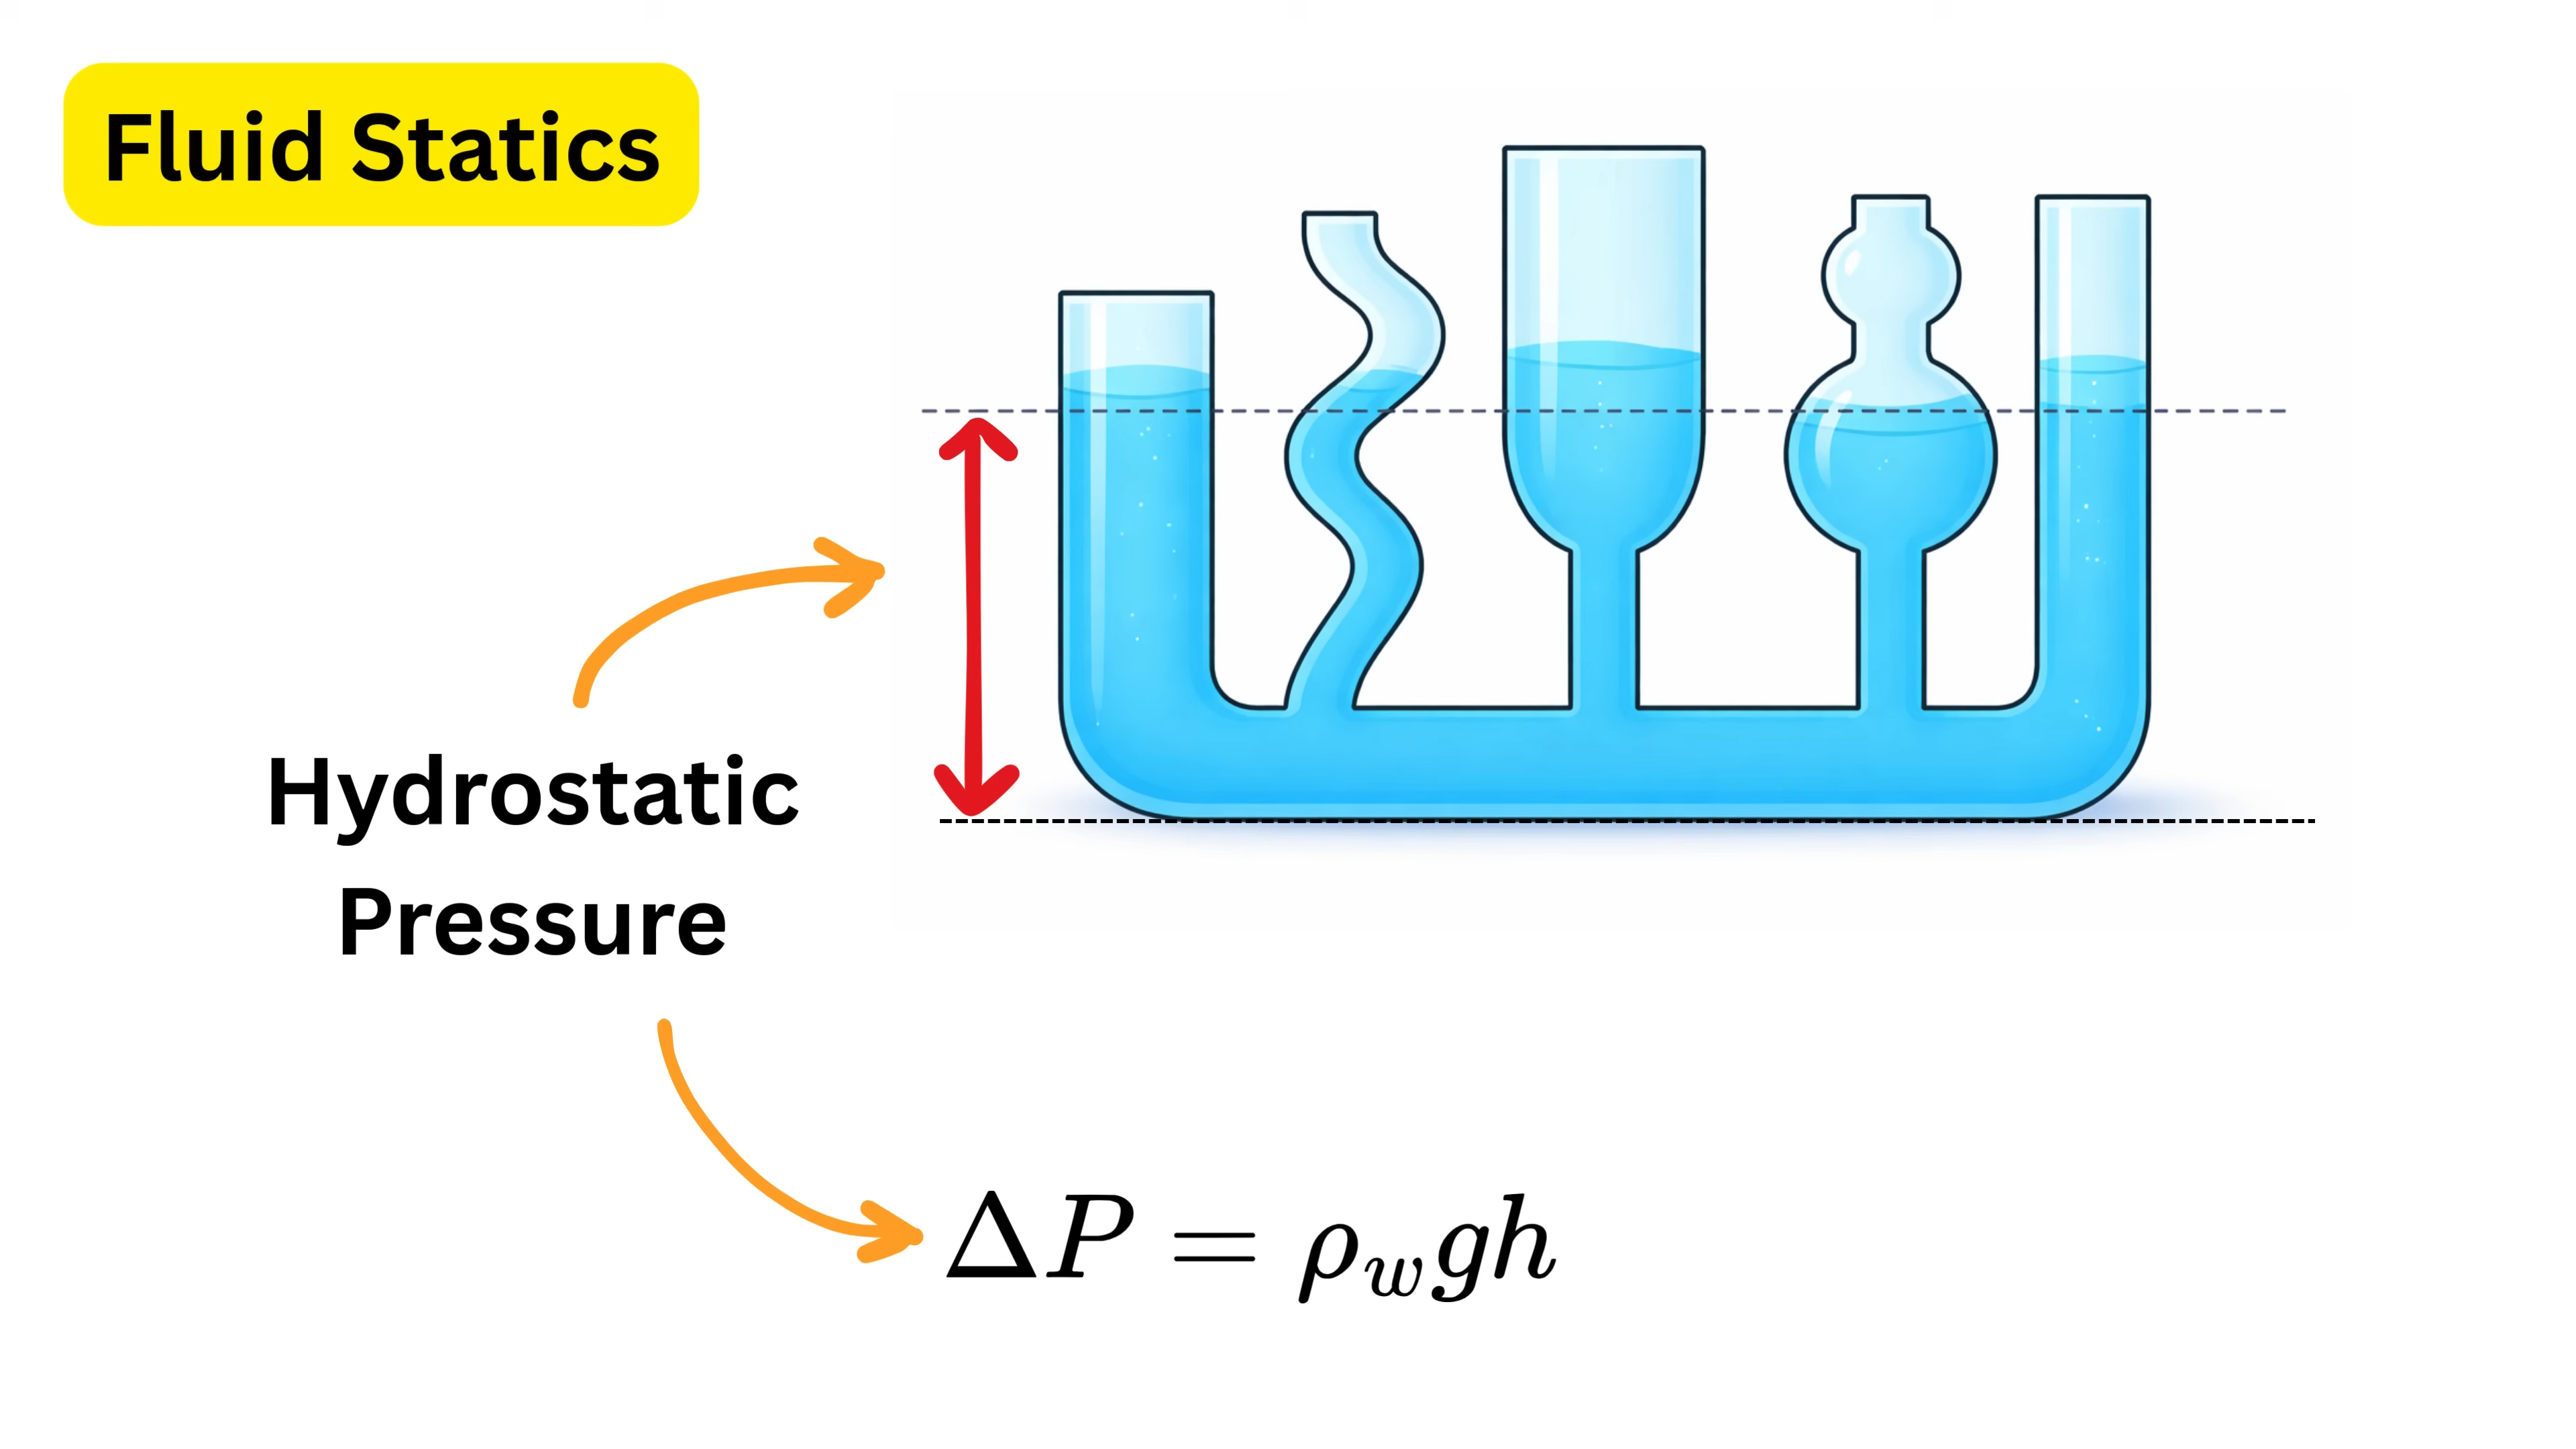 Fluid Statics
Hydrostatic
Pressure
ΔP = ρ_w gh